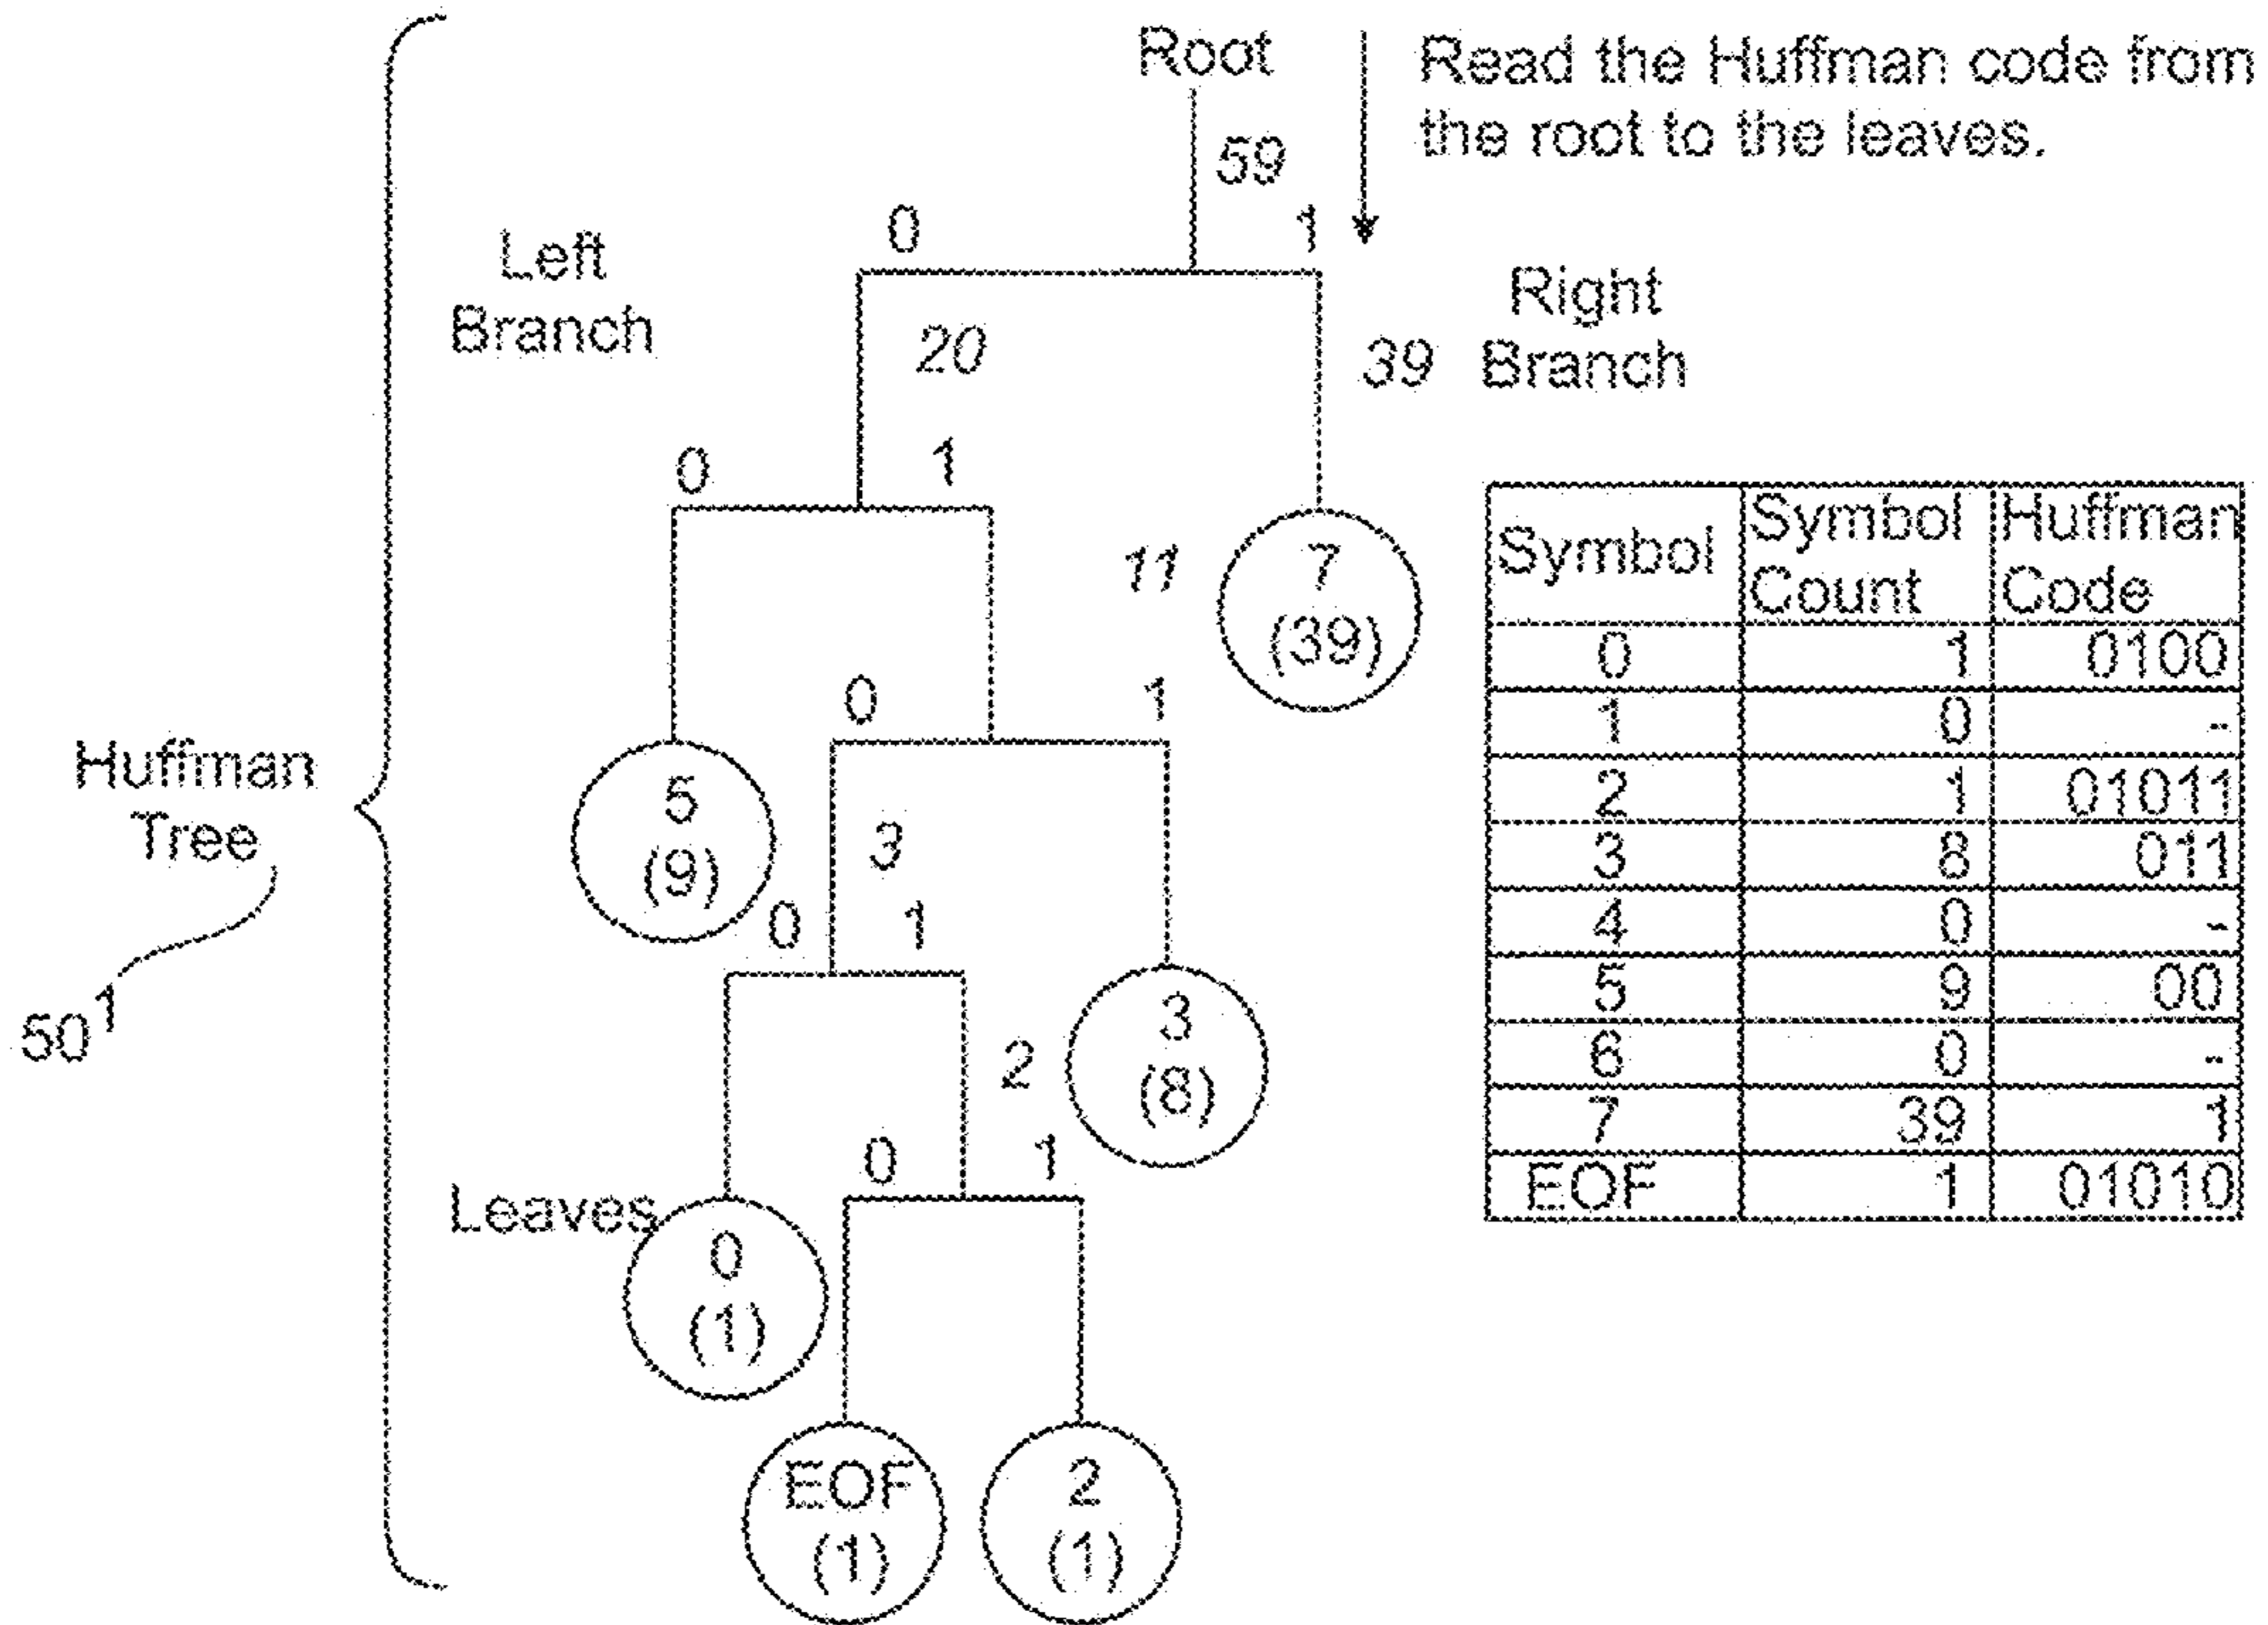 Root
Read the Huffman code from
the root to the leaves.
59
0
1
Left
Branch
Right
Branch
20
39
0
1
11
7
(39)
0
1
Huffman
Tree
5
(9)
3
0
1
50
1
3
(8)
2
0
1
Leaves
0
(1)
EOF
(1)
2
(1)
Symbol Symbol Count Huffman Code
0 1 0100
1 0 -
2 1 01011
3 8 011
4 0 -
5 9 00
6 0 -
7 39 1
EOF 1 01010